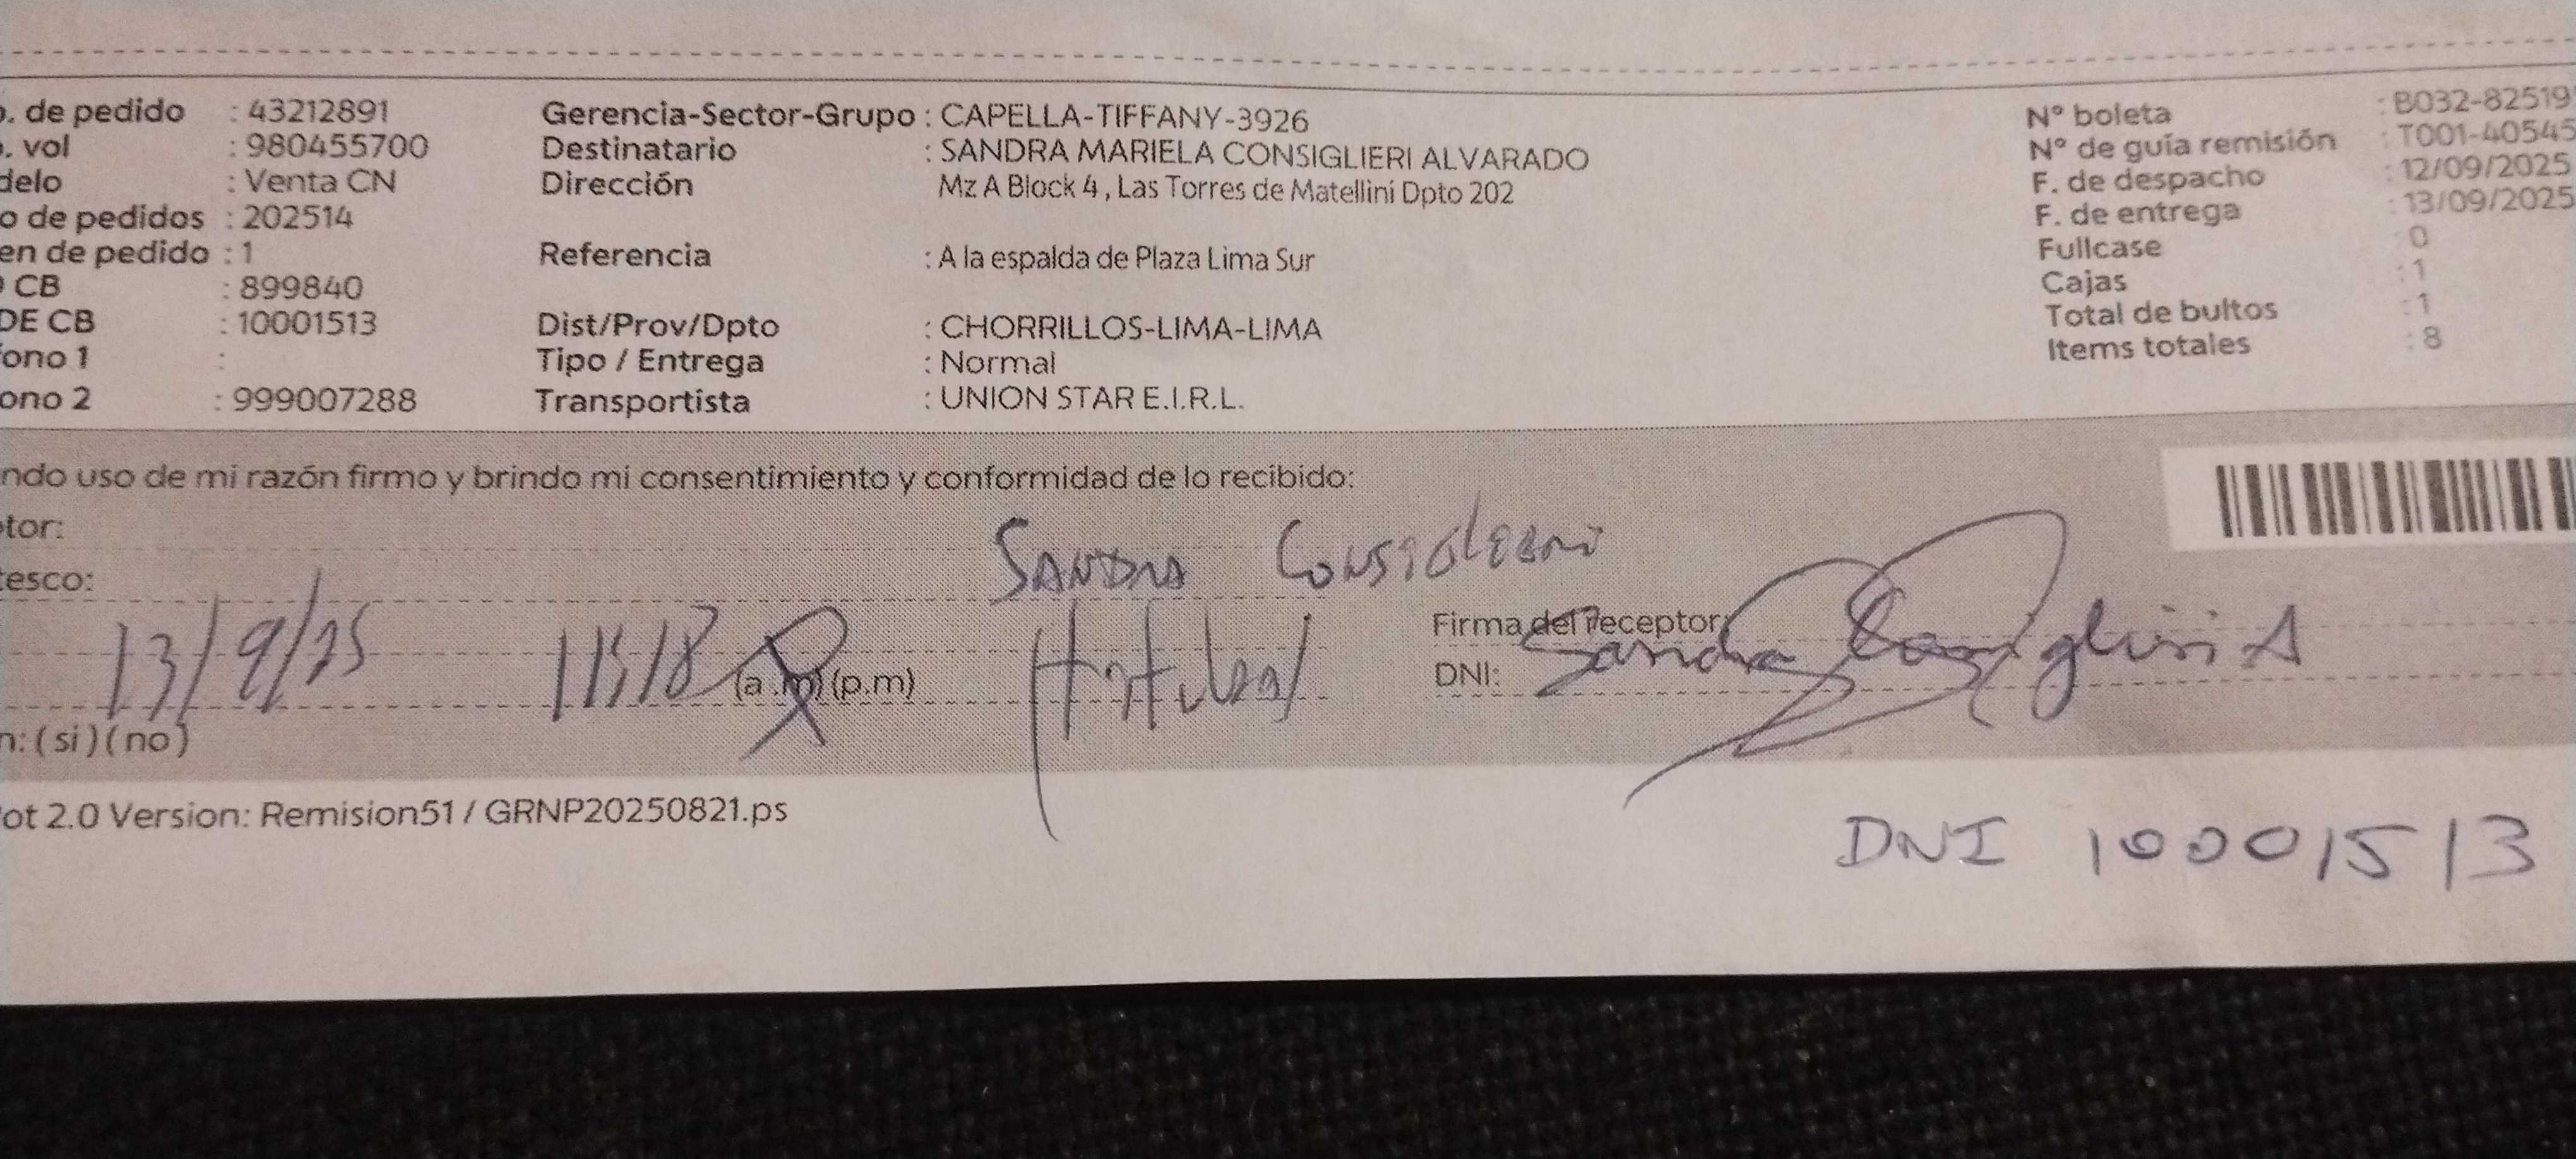 o. de pedido : 43212891 Gerencia-Sector-Grupo : CAPELLA-TIFFANY-3926 N° boleta : B032-82519
o. vol : 980455700 Destinatario : SANDRA MARIELA CONSIGLIERI ALVARADO N° de guía remisión : T001-40545
delo : Venta CN Dirección Mz A Block 4 , Las Torres de Matellini Dpto 202 F. de despacho : 12/09/2025
o de pedidos : 202514 F. de entrega : 13/09/2025
en de pedido : 1 Referencia : A la espalda de Plaza Lima Sur Fullcase 0
CB : 899840 Cajas : 1
DE CB : 10001513 Dist/Prov/Dpto : CHORRILLOS-LIMA-LIMA Total de bultos : 1
fono 1 : Tipo / Entrega : Normal Items totales : 8
ono 2 : 999007288 Transportista : UNION STAR E.I.R.L.
ndo uso de mi razón firmo y brindo mi consentimiento y conformidad de lo recibido:
tor: SANDRA CONSIGLIERI
tesco: Titular
13/9/25 (a .m) (p.m) Firma del receptor:
DNI: Sandra Consiglieri A
n: ( si ) ( no )
ot 2.0 Version: Remision51 / GRNP20250821.ps
DNI 10001513